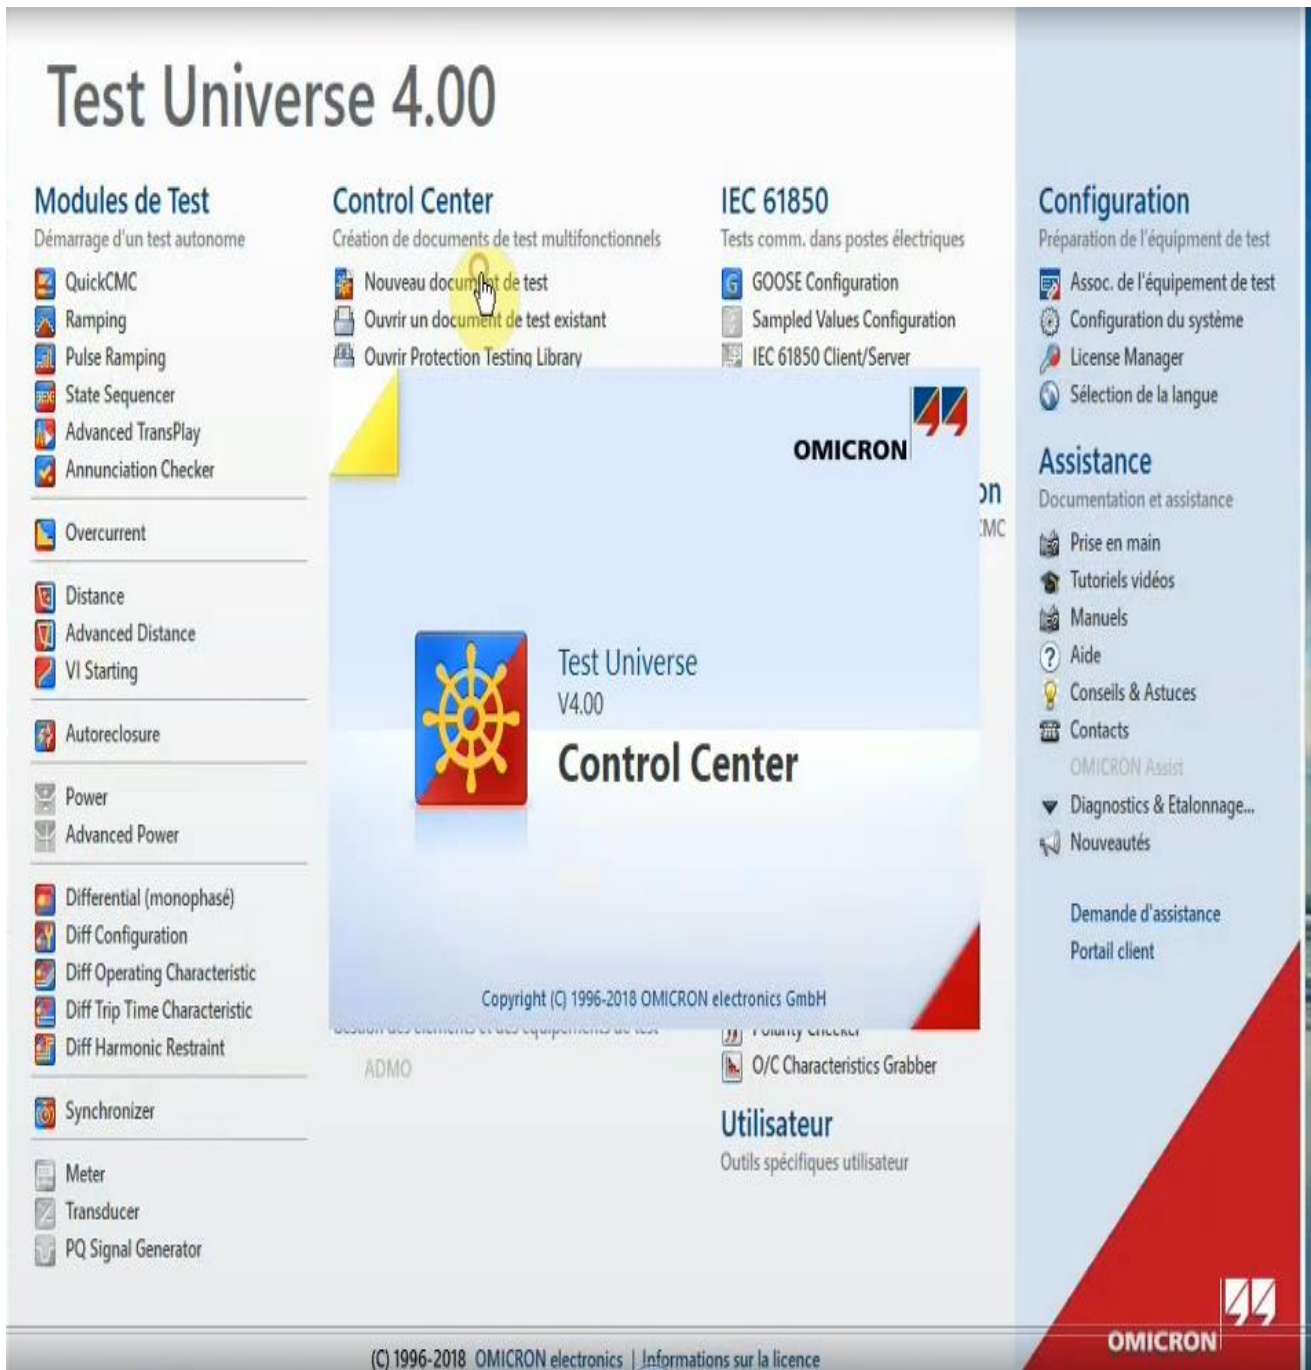 Test Universe 4.00
Modules de Test
Démarrage d'un test autonome
QuickCMC
Ramping
Pulse Ramping
State Sequencer
Advanced TransPlay
Annunciation Checker
Overcurrent
Distance
Advanced Distance
VI Starting
Autoreclosure
Power
Advanced Power
Differential (monophasé)
Diff Configuration
Diff Operating Characteristic
Diff Trip Time Characteristic
Diff Harmonic Restraint
Synchronizer
Meter
Transducer
PQ Signal Generator
Control Center
Création de documents de test multifonctionnels
Nouveau document de test
Ouvrir un document de test existant
Ouvrir Protection Testing Library
OMICRON
Test Universe
V4.00
Control Center
Copyright (C) 1996-2018 OMICRON electronics GmbH
ADMO
IEC 61850
Tests comm. dans postes électriques
GOOSE Configuration
Sampled Values Configuration
IEC 61850 Client/Server
on
CMC
Polarity Checker
O/C Characteristics Grabber
Utilisateur
Outils spécifiques utilisateur
Configuration
Préparation de l'équipment de test
Assoc. de l'équipement de test
Configuration du système
License Manager
Sélection de la langue
Assistance
Documentation et assistance
Prise en main
Tutoriels vidéos
Manuels
Aide
Conseils & Astuces
Contacts
OMICRON Assist
Diagnostics & Etalonnage...
Nouveautés
Demande d'assistance
Portail client
OMICRON
(C) 1996-2018 OMICRON electronics | Informations sur la licence